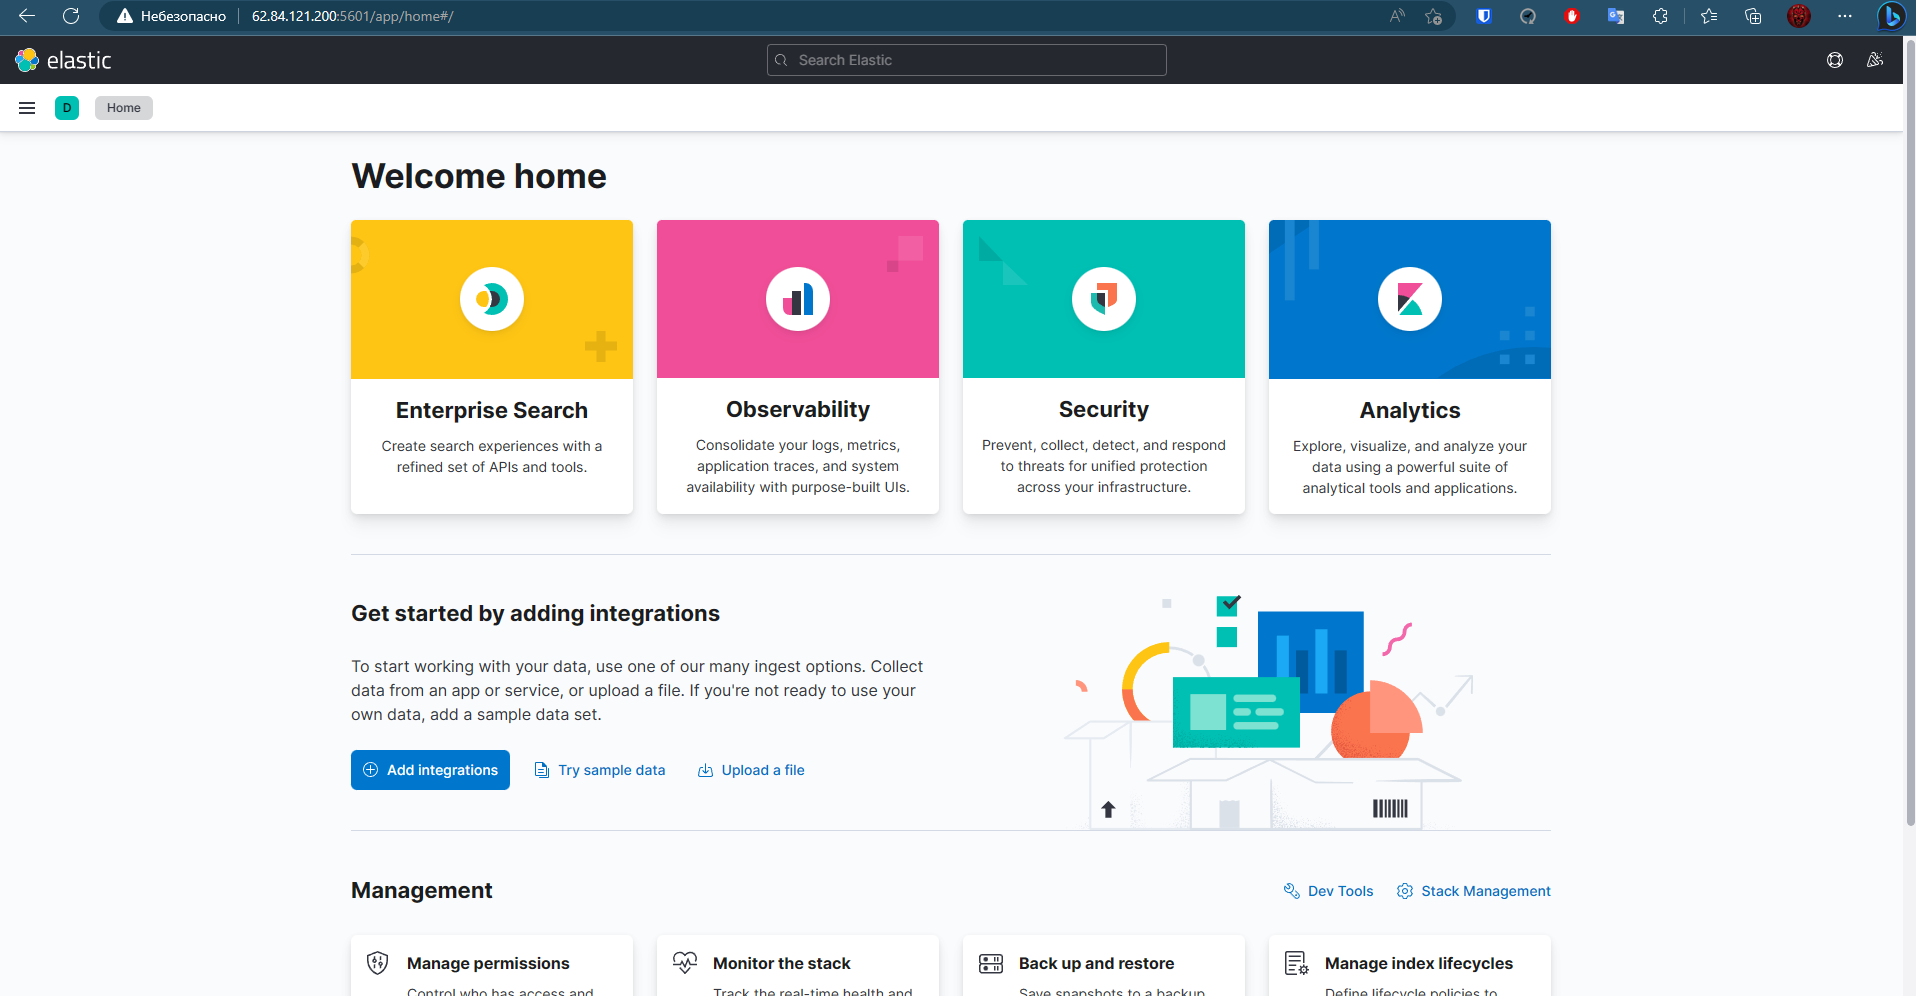 Небезопасно 62.84.121.200:5601/app/home#/
elastic
Search Elastic
D Home
Welcome home
Enterprise Search
Create search experiences with a
refined set of APIs and tools.
Observability
Consolidate your logs, metrics,
application traces, and system
availability with purpose-built UIs.
Security
Prevent, collect, detect, and respond
to threats for unified protection
across your infrastructure.
Analytics
Explore, visualize, and analyze your
data using a powerful suite of
analytical tools and applications.
Get started by adding integrations
To start working with your data, use one of our many ingest options. Collect
data from an app or service, or upload a file. If you're not ready to use your
own data, add a sample data set.
Add integrations Try sample data Upload a file
Management
Dev Tools Stack Management
Manage permissions
Control who has access and
Monitor the stack
Track the real-time health and
Back up and restore
Save snapshots to a backup
Manage index lifecycles
Define lifecycle policies to